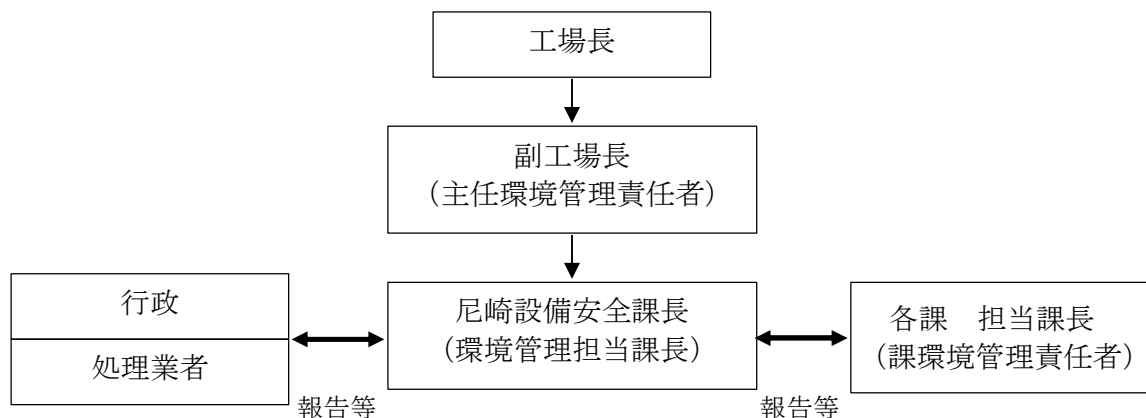 工場長
副工場長
（主任環境管理責任者）
行政
処理業者
尼崎設備安全課長
（環境管理担当課長）
各課　担当課長
（課環境管理責任者）
報告等
報告等